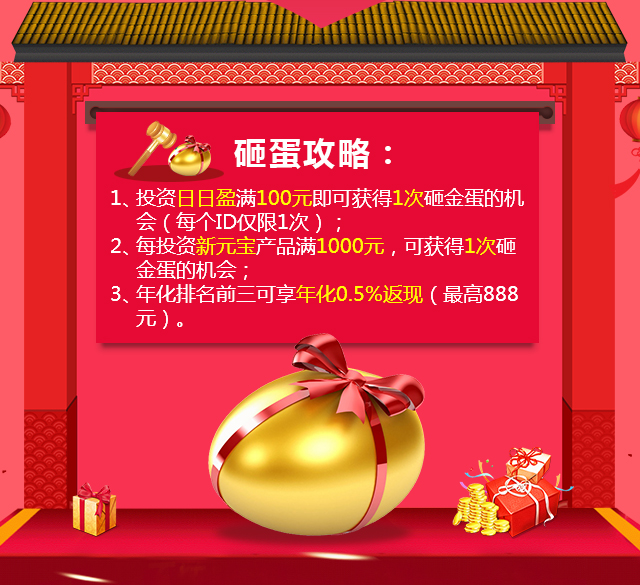 砸蛋攻略：
1、投资日日盈满100元即可获得1次砸金蛋的机
会（每个ID仅限1次）；
2、每投资新元宝产品满1000元，可获得1次砸
金蛋的机会；
3、年化排名前三可享年化0.5%返现（最高888
元）。